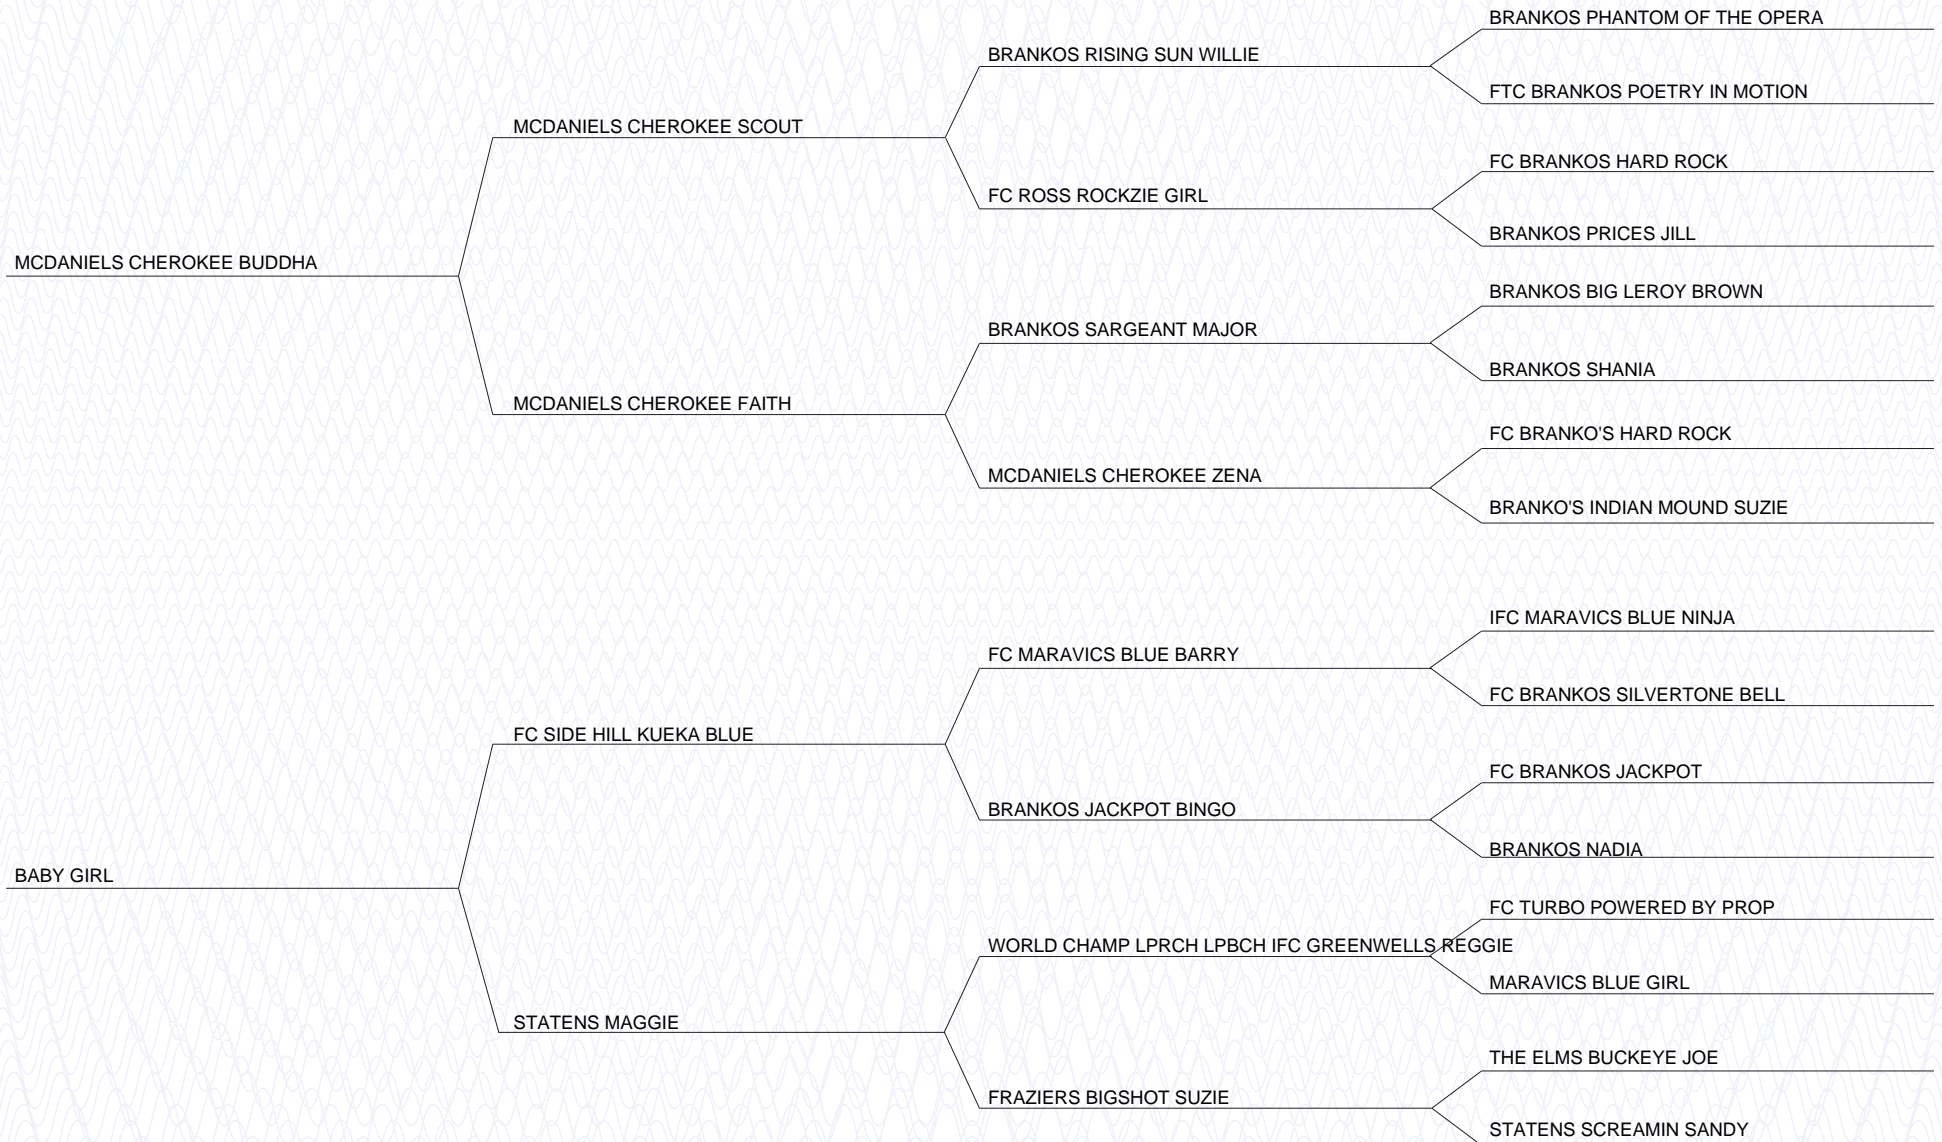 BRANKOS PHANTOM OF THE OPERA
BRANKOS RISING SUN WILLIE
FTC BRANKOS POETRY IN MOTION
MCDANIELS CHEROKEE SCOUT
FC BRANKOS HARD ROCK
FC ROSS ROCKZIE GIRL
BRANKOS PRICES JILL
MCDANIELS CHEROKEE BUDDHA
BRANKOS BIG LEROY BROWN
BRANKOS SARGEANT MAJOR
BRANKOS SHANIA
MCDANIELS CHEROKEE FAITH
FC BRANKO'S HARD ROCK
MCDANIELS CHEROKEE ZENA
BRANKO'S INDIAN MOUND SUZIE
IFC MARAVICS BLUE NINJA
FC MARAVICS BLUE BARRY
FC BRANKOS SILVERTONE BELL
FC SIDE HILL KUEKA BLUE
FC BRANKOS JACKPOT
BRANKOS JACKPOT BINGO
BRANKOS NADIA
BABY GIRL
FC TURBO POWERED BY PROP
WORLD CHAMP LPRCH LPBCH IFC GREENWELLS REGGIE
MARAVICS BLUE GIRL
STATENS MAGGIE
THE ELMS BUCKEYE JOE
FRAZIERS BIGSHOT SUZIE
STATENS SCREAMIN SANDY